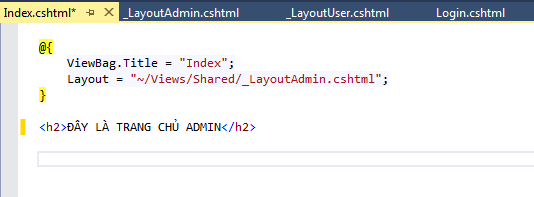 Index.cshtml* _LayoutAdmin.cshtml _LayoutUser.cshtml Login.cshtml
@{
ViewBag.Title = "Index";
Layout = "~/Views/Shared/_LayoutAdmin.cshtml";
}
<h2>ĐÂY LÀ TRANG CHỦ ADMIN</h2>